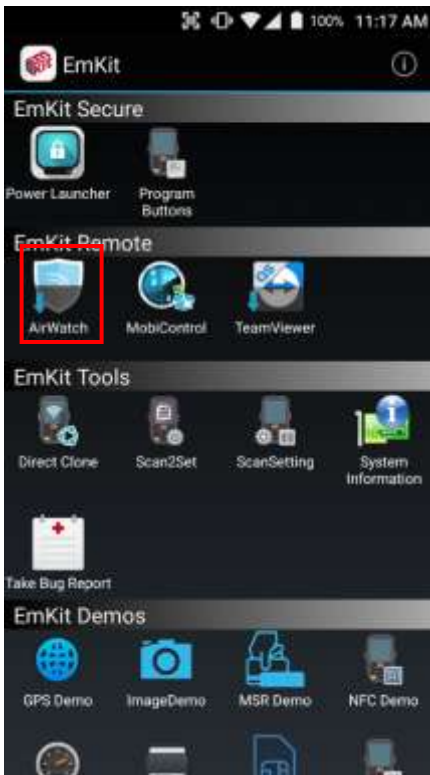 100% 11:17 AM
EmKit
EmKit Secure
Power Launcher
Program
Buttons
EmKit Remote
AirWatch
MobiControl
TeamViewer
EmKit Tools
Direct Clone
Scan2Set
ScanSetting
System
Information
Take Bug Report
EmKit Demos
GPS Demo
ImageDemo
MSR Demo
NFC Demo